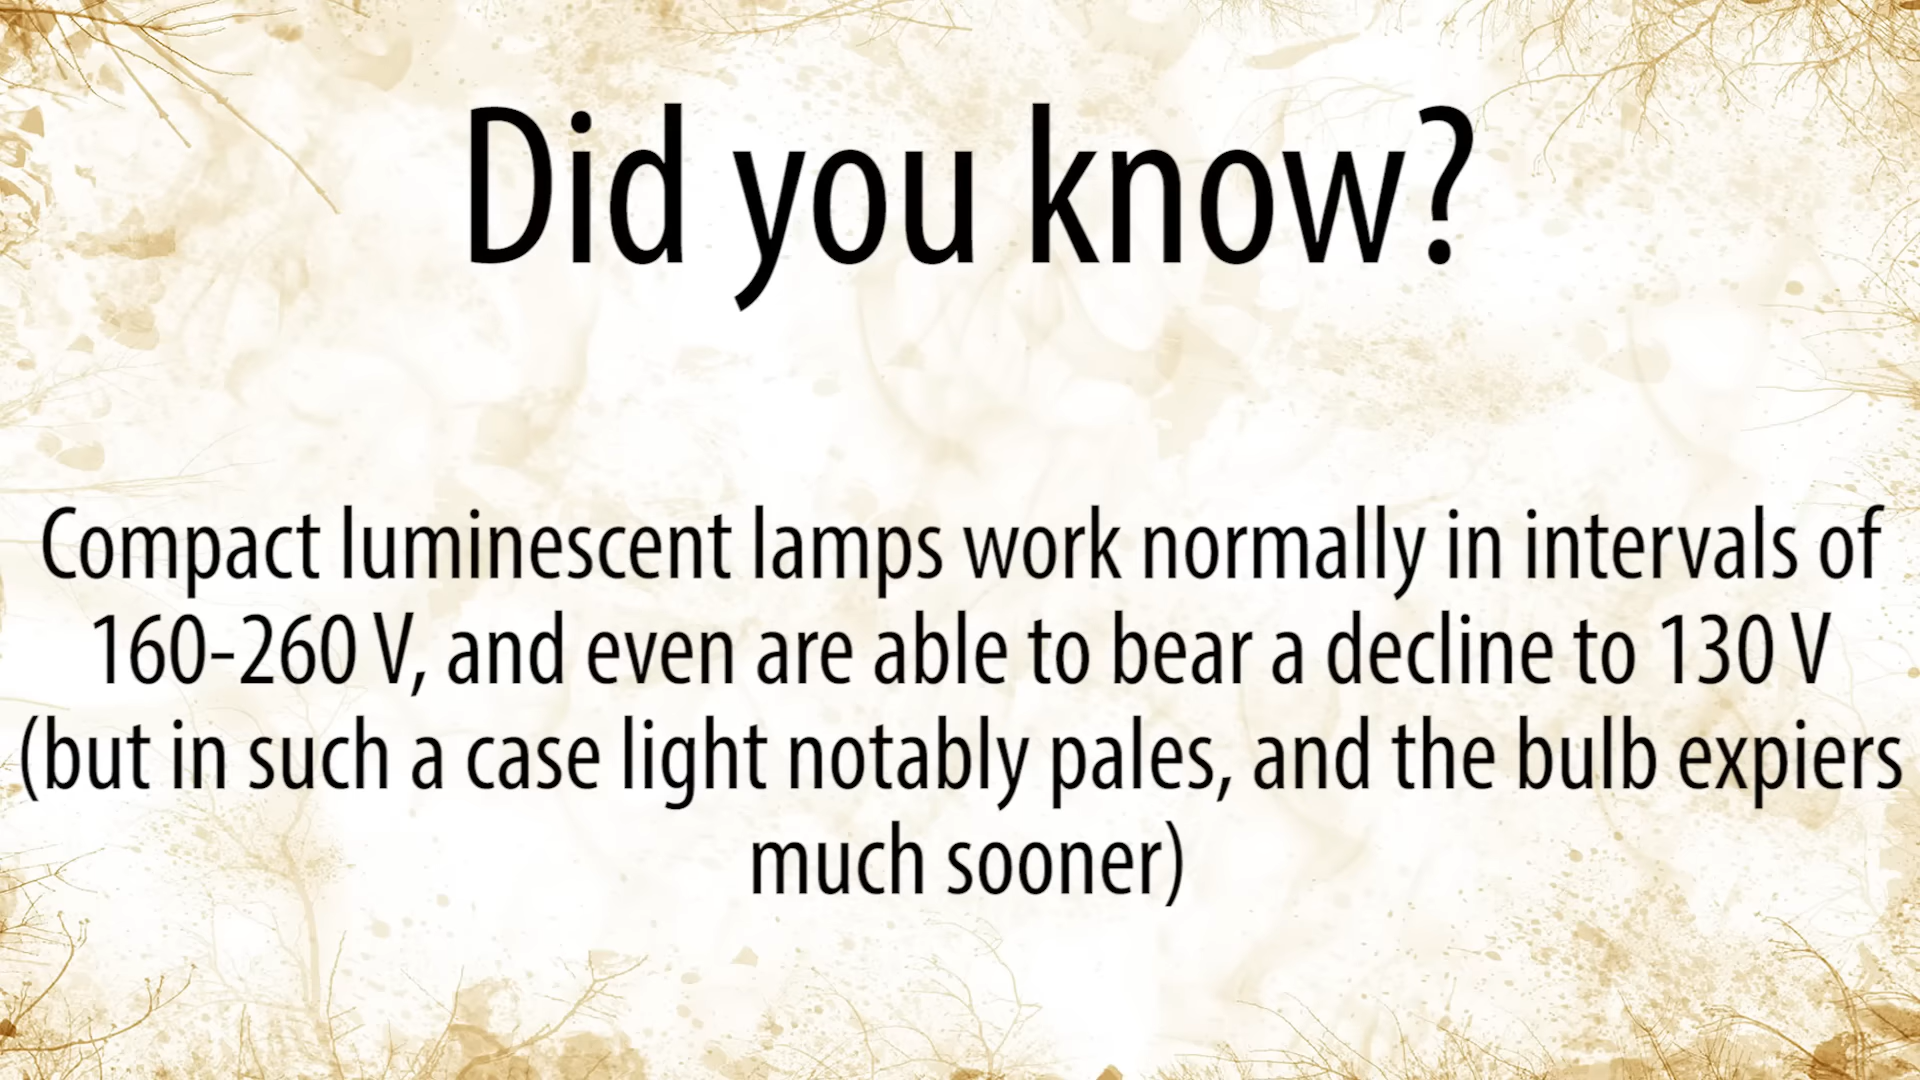 Did you know?
Compact luminescent lamps work normally in intervals of
160-260 V, and even are able to bear a decline to 130 V
(but in such a case light notably pales, and the bulb expiers
much sooner)